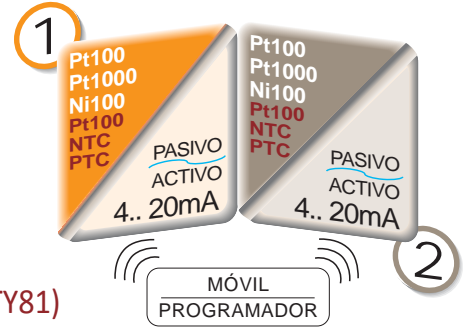 1
Pt100
Pt1000
Ni100
Pt100
NTC
PTC
PASIVO
ACTIVO
4.. 20mA
Pt100
Pt1000
Ni100
Pt100
NTC
PTC
PASIVO
ACTIVO
4.. 20mA
2
TY81)
MÓVIL
PROGRAMADOR